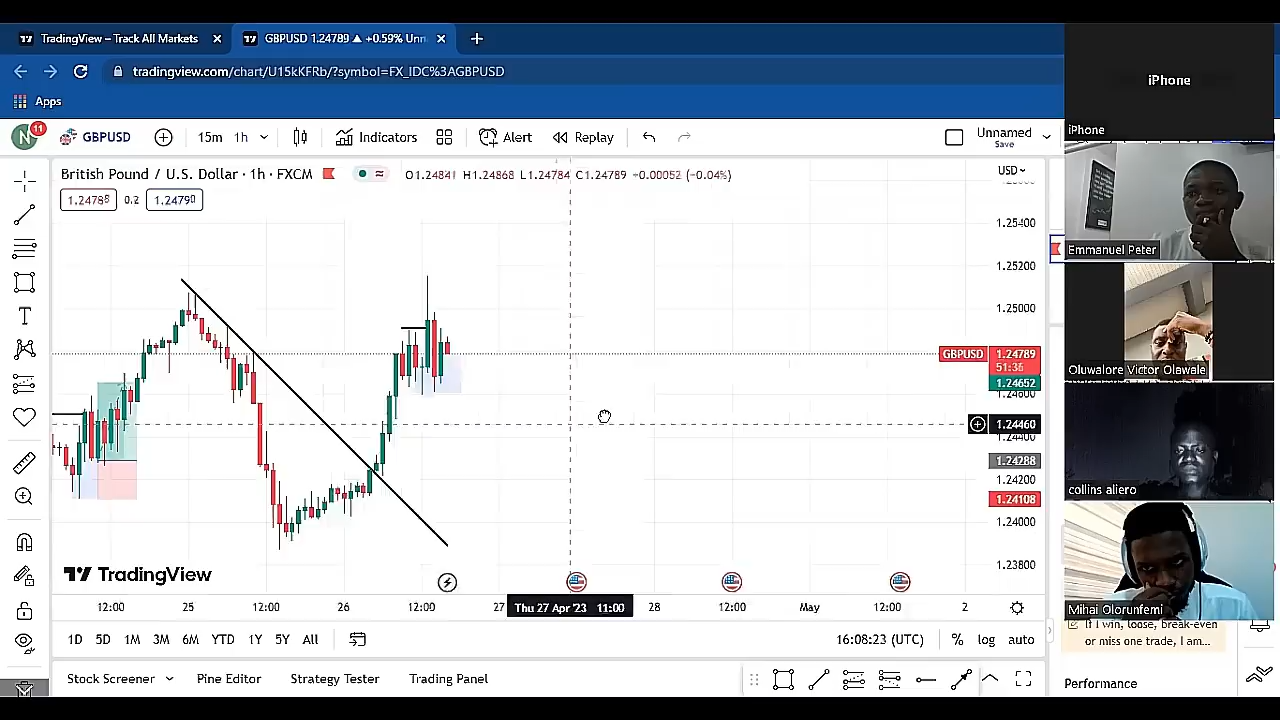 TradingView – Track All Markets
GBPUSD 1.24789 ▲ +0.59% Unn
tradingview.com/chart/U15kKFRb/?symbol=FX_IDC%3AGBPUSD
Apps
N 11 GBPUSD 15m 1h Indicators Alert Replay Unnamed
Save
British Pound / U.S. Dollar · 1h · FXCM O1.24841 H1.24868 L1.24784 C1.24789 +0.00052 (−0.04%) USD
1.24788 0.2 1.24790
1.25400
1.25200
1.25000
GBPUSD 1.24789
51:36
1.24652
1.24600
1.24460
1.24400
1.24288
1.24200
1.24108
1.24000
1.23800
TradingView
12:00 25 12:00 26 12:00 27 Thu 27 Apr '23 11:00 28 12:00 May 12:00 2
1D 5D 1M 3M 6M YTD 1Y 5Y All 16:08:23 (UTC) % log auto
Stock Screener Pine Editor Strategy Tester Trading Panel
iPhone
iPhone
Emmanuel Peter
Oluwalore Victor Olawale
collins aliero
Mihai Olorunfemi
If I win, loose, break-even
or miss one trade, I am...
Performance